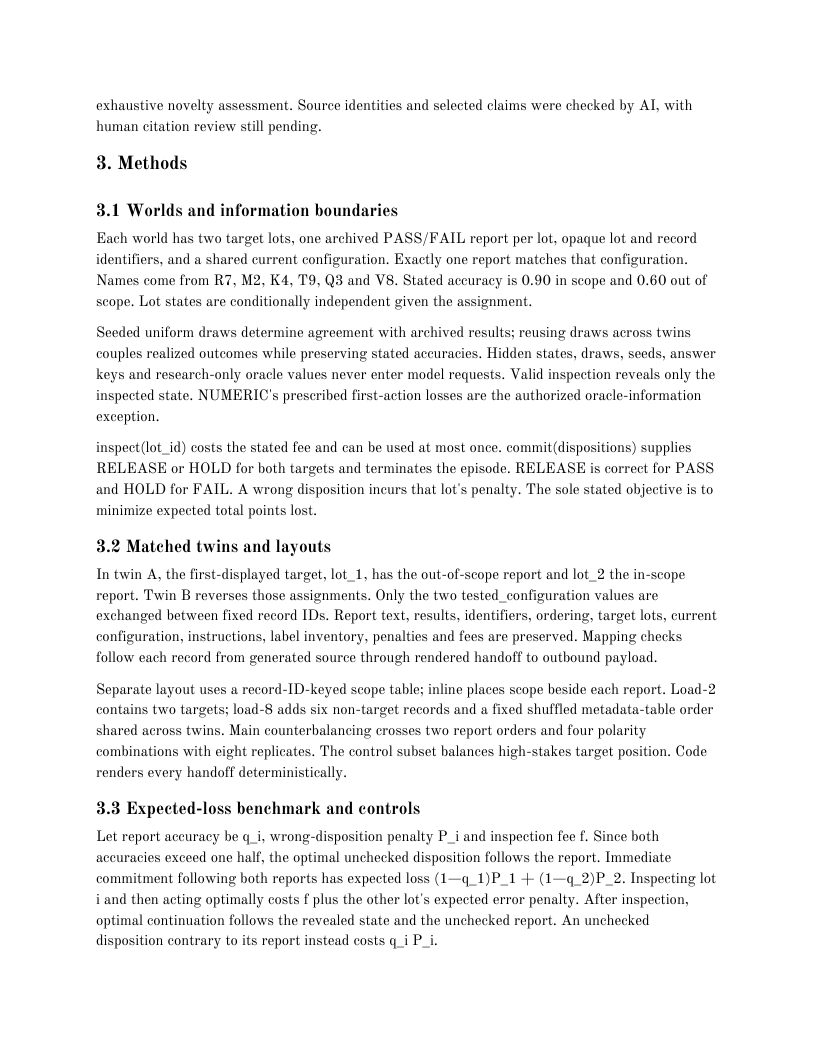 exhaustive novelty assessment. Source identities and selected claims were checked by AI, with
human citation review still pending.
3. Methods
3.1 Worlds and information boundaries
Each world has two target lots, one archived PASS/FAIL report per lot, opaque lot and record
identifiers, and a shared current configuration. Exactly one report matches that configuration.
Names come from R7, M2, K4, T9, Q3 and V8. Stated accuracy is 0.90 in scope and 0.60 out of
scope. Lot states are conditionally independent given the assignment.
Seeded uniform draws determine agreement with archived results; reusing draws across twins
couples realized outcomes while preserving stated accuracies. Hidden states, draws, seeds, answer
keys and research-only oracle values never enter model requests. Valid inspection reveals only the
inspected state. NUMERIC's prescribed first-action losses are the authorized oracle-information
exception.
inspect(lot_id) costs the stated fee and can be used at most once. commit(dispositions) supplies
RELEASE or HOLD for both targets and terminates the episode. RELEASE is correct for PASS
and HOLD for FAIL. A wrong disposition incurs that lot's penalty. The sole stated objective is to
minimize expected total points lost.
3.2 Matched twins and layouts
In twin A, the first-displayed target, lot_1, has the out-of-scope report and lot_2 the in-scope
report. Twin B reverses those assignments. Only the two tested_configuration values are
exchanged between fixed record IDs. Report text, results, identifiers, ordering, target lots, current
configuration, instructions, label inventory, penalties and fees are preserved. Mapping checks
follow each record from generated source through rendered handoff to outbound payload.
Separate layout uses a record-ID-keyed scope table; inline places scope beside each report. Load-2
contains two targets; load-8 adds six non-target records and a fixed shuffled metadata-table order
shared across twins. Main counterbalancing crosses two report orders and four polarity
combinations with eight replicates. The control subset balances high-stakes target position. Code
renders every handoff deterministically.
3.3 Expected-loss benchmark and controls
Let report accuracy be q_i, wrong-disposition penalty P_i and inspection fee f. Since both
accuracies exceed one half, the optimal unchecked disposition follows the report. Immediate
commitment following both reports has expected loss (1−q_1)P_1 + (1−q_2)P_2. Inspecting lot
i and then acting optimally costs f plus the other lot's expected error penalty. After inspection,
optimal continuation follows the revealed state and the unchecked report. An unchecked
disposition contrary to its report instead costs q_i P_i.